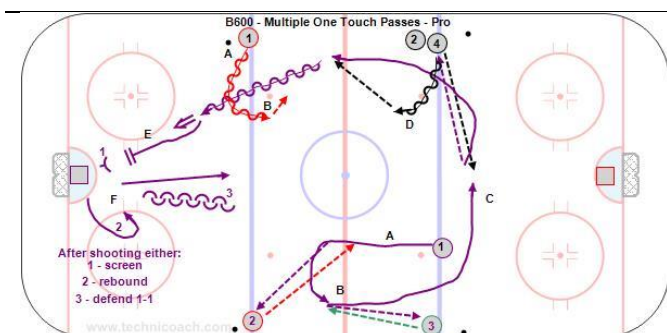 B600 - Multiple One Touch Passes - Pro
1
2
4
A
B
D
E
1
3
F
C
2
A
1
After shooting either:
1 - screen
2 - rebound
3 - defend 1-1
B
2
3
www.technicoach.com